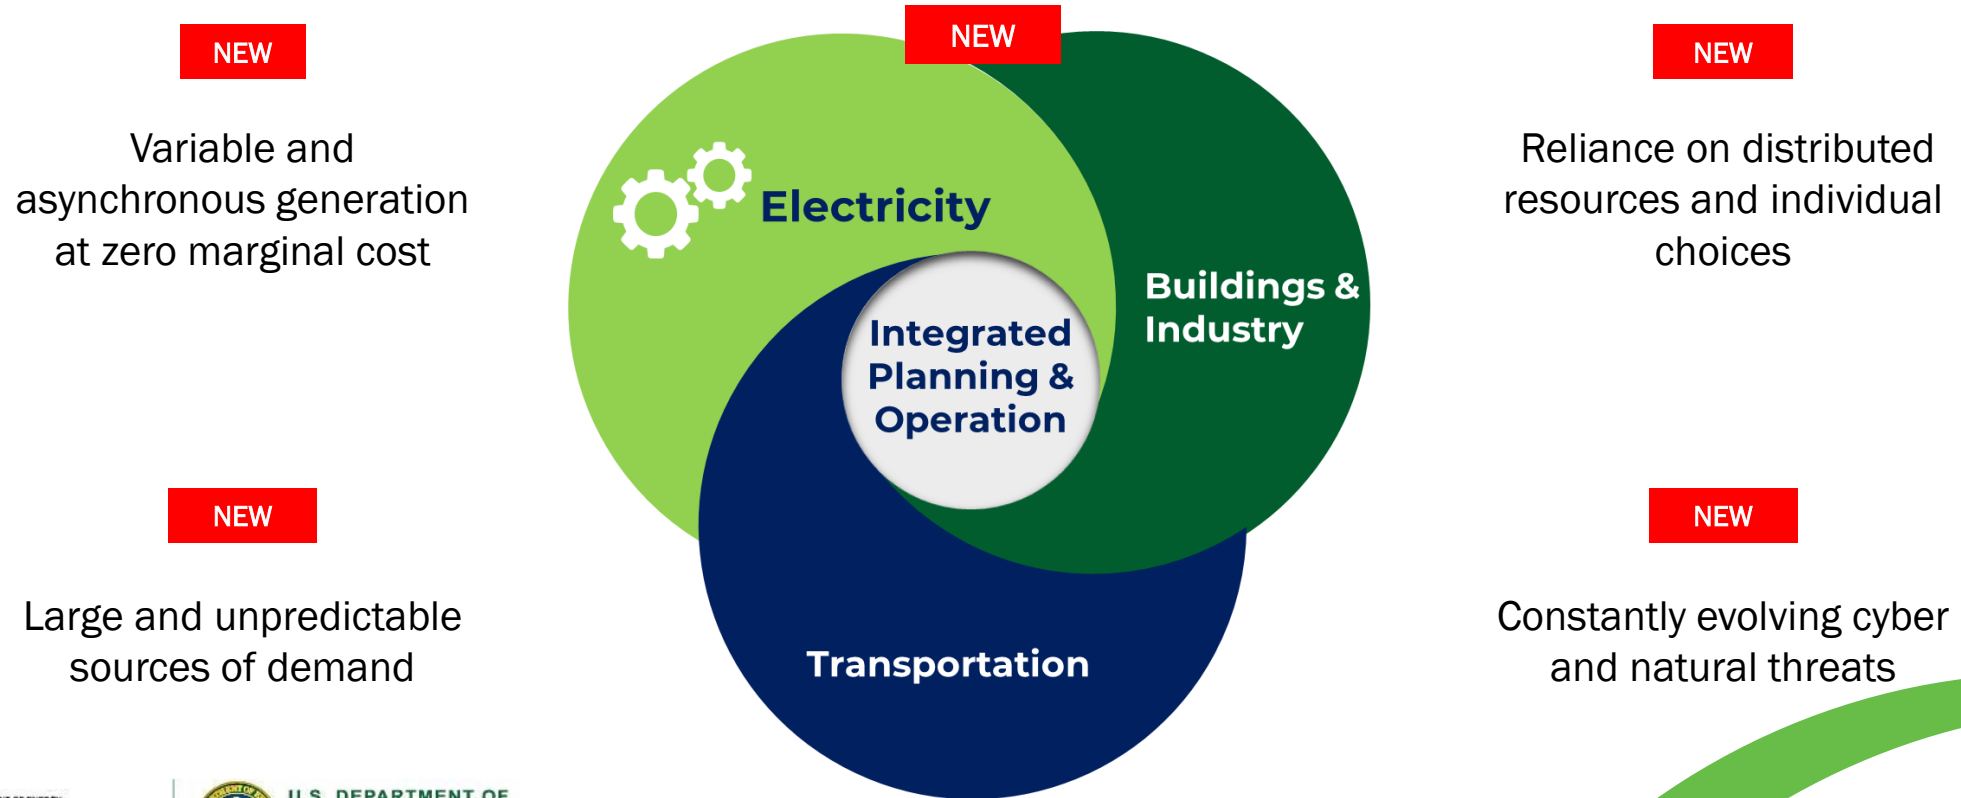 NEW
Variable and
asynchronous generation
at zero marginal cost
NEW
Large and unpredictable
sources of demand
NEW
Electricity
Buildings &
Industry
Integrated
Planning &
Operation
Transportation
NEW
Reliance on distributed
resources and individual
choices
NEW
Constantly evolving cyber
and natural threats
U.S. DEPARTMENT OF